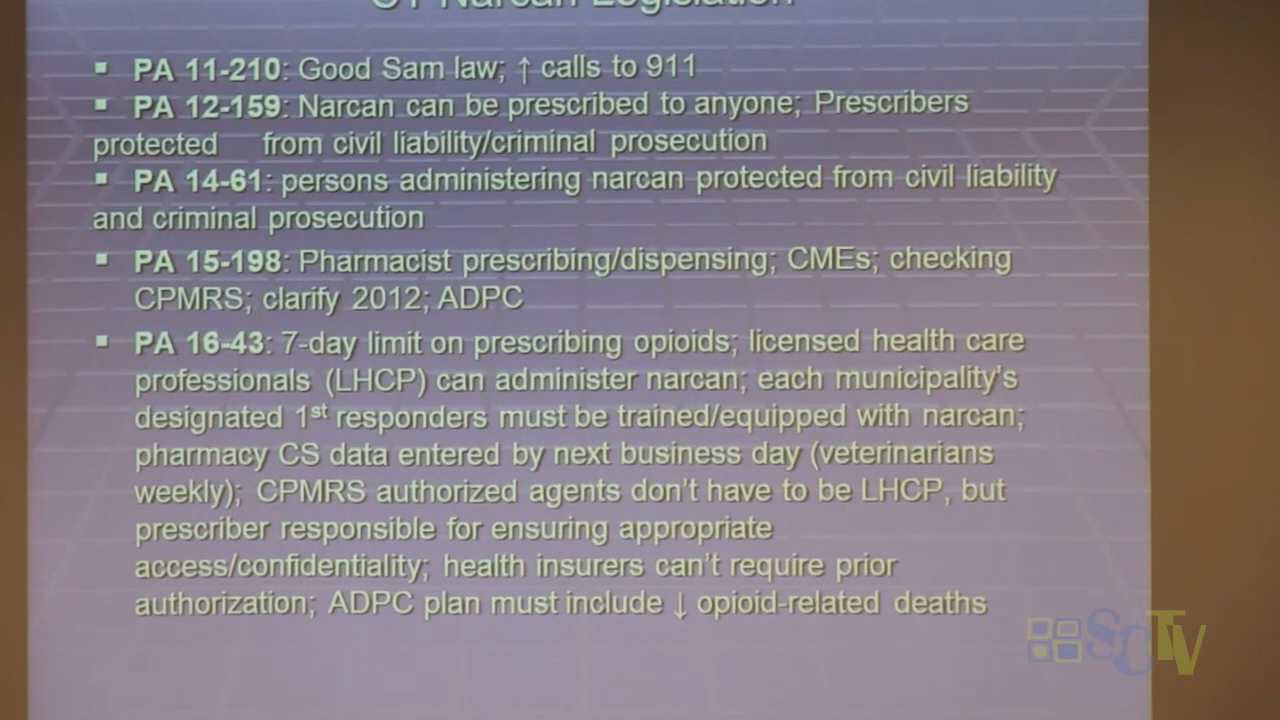 CT Narcan Legislation
▪ PA 11-210: Good Sam law; ↑ calls to 911
▪ PA 12-159: Narcan can be prescribed to anyone; Prescribers
protected from civil liability/criminal prosecution
▪ PA 14-61: persons administering narcan protected from civil liability
and criminal prosecution
▪ PA 15-198: Pharmacist prescribing/dispensing; CMEs; checking
CPMRS; clarify 2012; ADPC
▪ PA 16-43: 7-day limit on prescribing opioids; licensed health care
professionals (LHCP) can administer narcan; each municipality's
designated 1st responders must be trained/equipped with narcan;
pharmacy CS data entered by next business day (veterinarians
weekly); CPMRS authorized agents don't have to be LHCP, but
prescriber responsible for ensuring appropriate
access/confidentiality; health insurers can't require prior
authorization; ADPC plan must include ↓ opioid-related deaths
SCTV